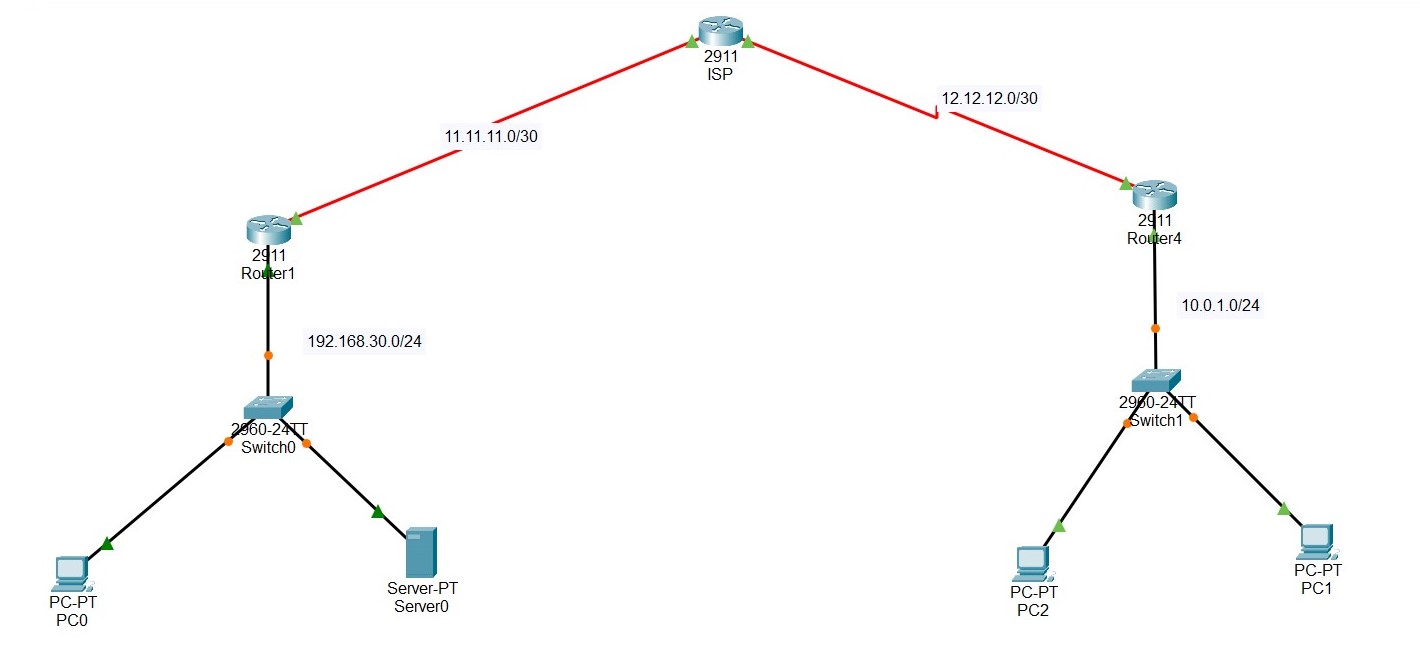 2911
ISP
12.12.12.0/30
11.11.11.0/30
2911
Router4
2911
Router1
10.0.1.0/24
192.168.30.0/24
2960-24TT
Switch1
2960-24TT
Switch0
PC-PT
PC1
Server-PT
Server0
PC-PT
PC2
PC-PT
PC0